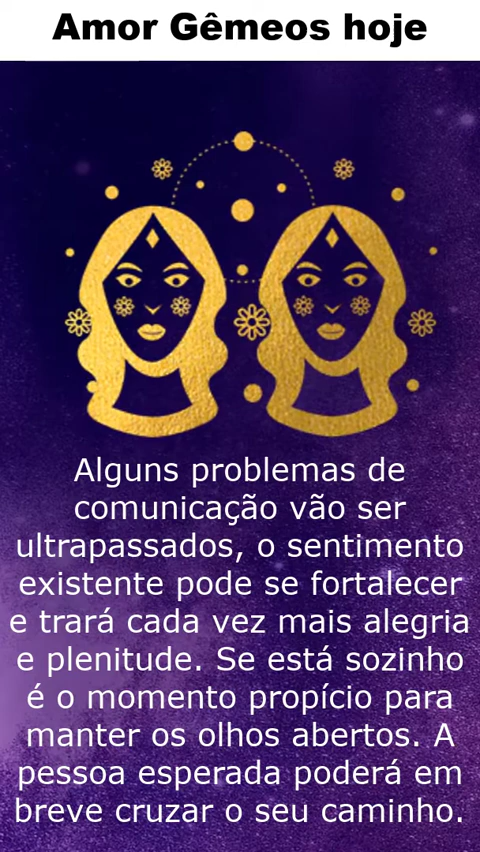 Amor Gêmeos hoje
Alguns problemas de
comunicação vão ser
ultrapassados, o sentimento
existente pode se fortalecer
e trará cada vez mais alegria
e plenitude. Se está sozinho
é o momento propício para
manter os olhos abertos. A
pessoa esperada poderá em
breve cruzar o seu caminho.